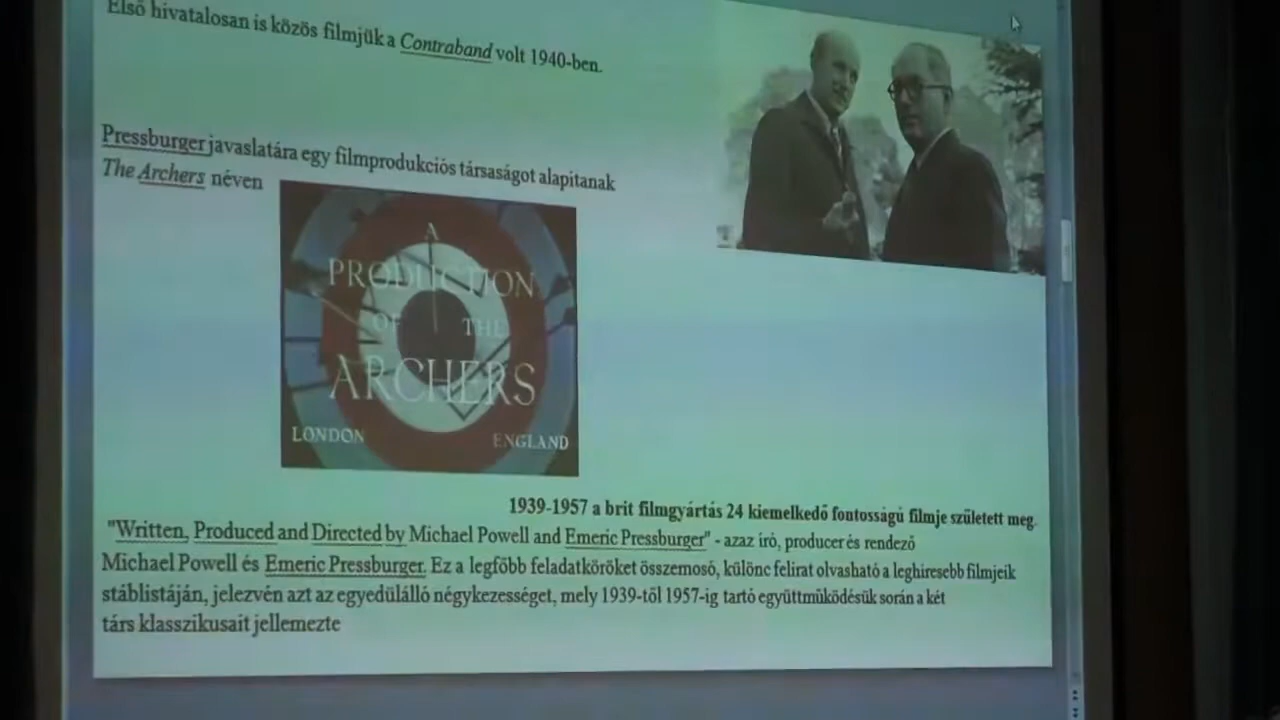 Első hivatalosan is közös filmjük a Contraband volt 1940-ben.
Pressburger javaslatára egy filmprodukciós társaságot alapitanak
The Archers néven
A
PRODUCTION
OF THE
ARCHERS
LONDON ENGLAND
1939-1957 a brit filmgyártás 24 kiemelkedő fontosságú filmje született meg.
"Written, Produced and Directed by Michael Powell and Emeric Pressburger" - azaz író, producer és rendező
Michael Powell és Emeric Pressburger. Ez a legfőbb feladatköröket összemosó, különc felirat olvasható a leghíresebb filmjeik
stáblistáján, jelezvén azt az egyedülálló négykezességet, mely 1939-től 1957-ig tartó együttműködésük során a két
társ klasszikusait jellemezte